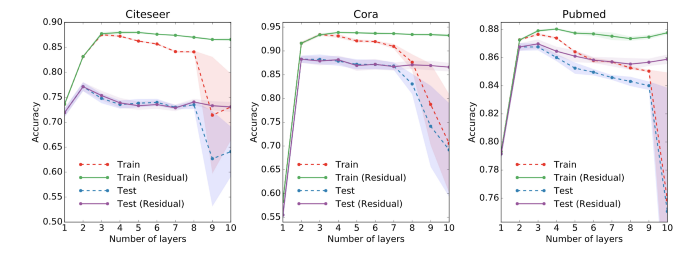 Citeseer
0.90
0.85
0.80
0.75
0.70
0.65
0.60
0.55
0.50
Accuracy
Train
Train (Residual)
Test
Test (Residual)
1 2 3 4 5 6 7 8 9 10
Number of layers
Cora
0.95
0.90
0.85
0.80
0.75
0.70
0.65
0.60
0.55
Accuracy
Train
Train (Residual)
Test
Test (Residual)
1 2 3 4 5 6 7 8 9 10
Number of layers
Pubmed
0.88
0.86
0.84
0.82
0.80
0.78
0.76
Accuracy
Train
Train (Residual)
Test
Test (Residual)
1 2 3 4 5 6 7 8 9 10
Number of layers